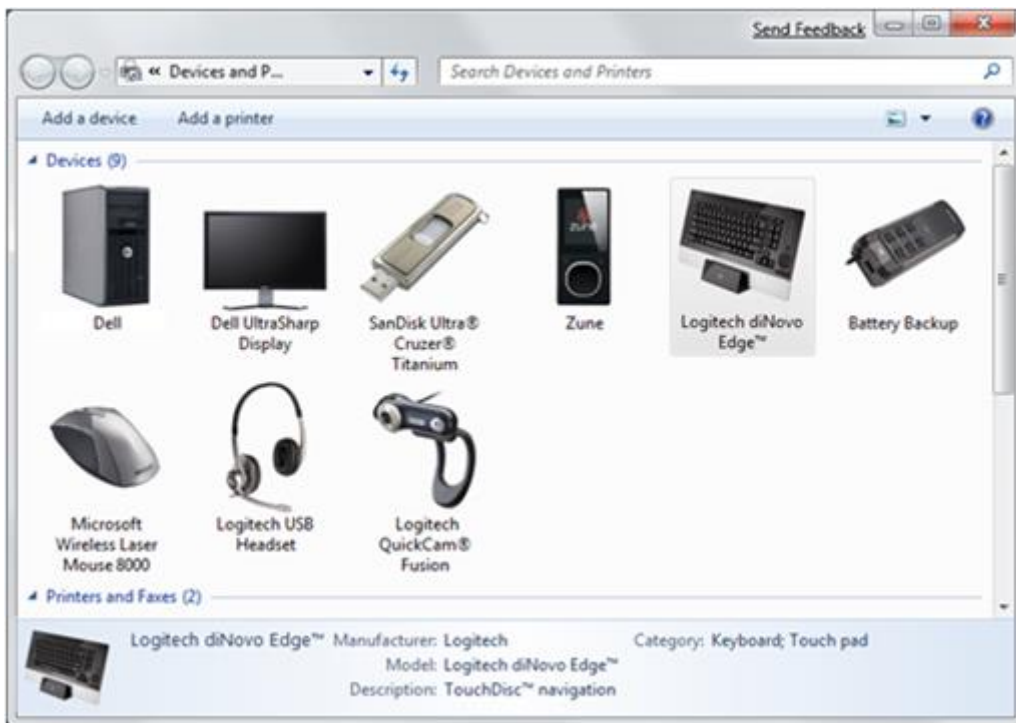 Send Feedback
« Devices and P...
Search Devices and Printers
Add a device Add a printer
Devices (9)
Dell
Dell UltraSharp
Display
SanDisk Ultra®
Cruzer®
Titanium
Zune
Logitech diNovo
Edge™
Battery Backup
Microsoft
Wireless Laser
Mouse 8000
Logitech USB
Headset
Logitech
QuickCam®
Fusion
Printers and Faxes (2)
Logitech diNovo Edge™ Manufacturer: Logitech Category: Keyboard; Touch pad
Model: Logitech diNovo Edge™
Description: TouchDisc™ navigation